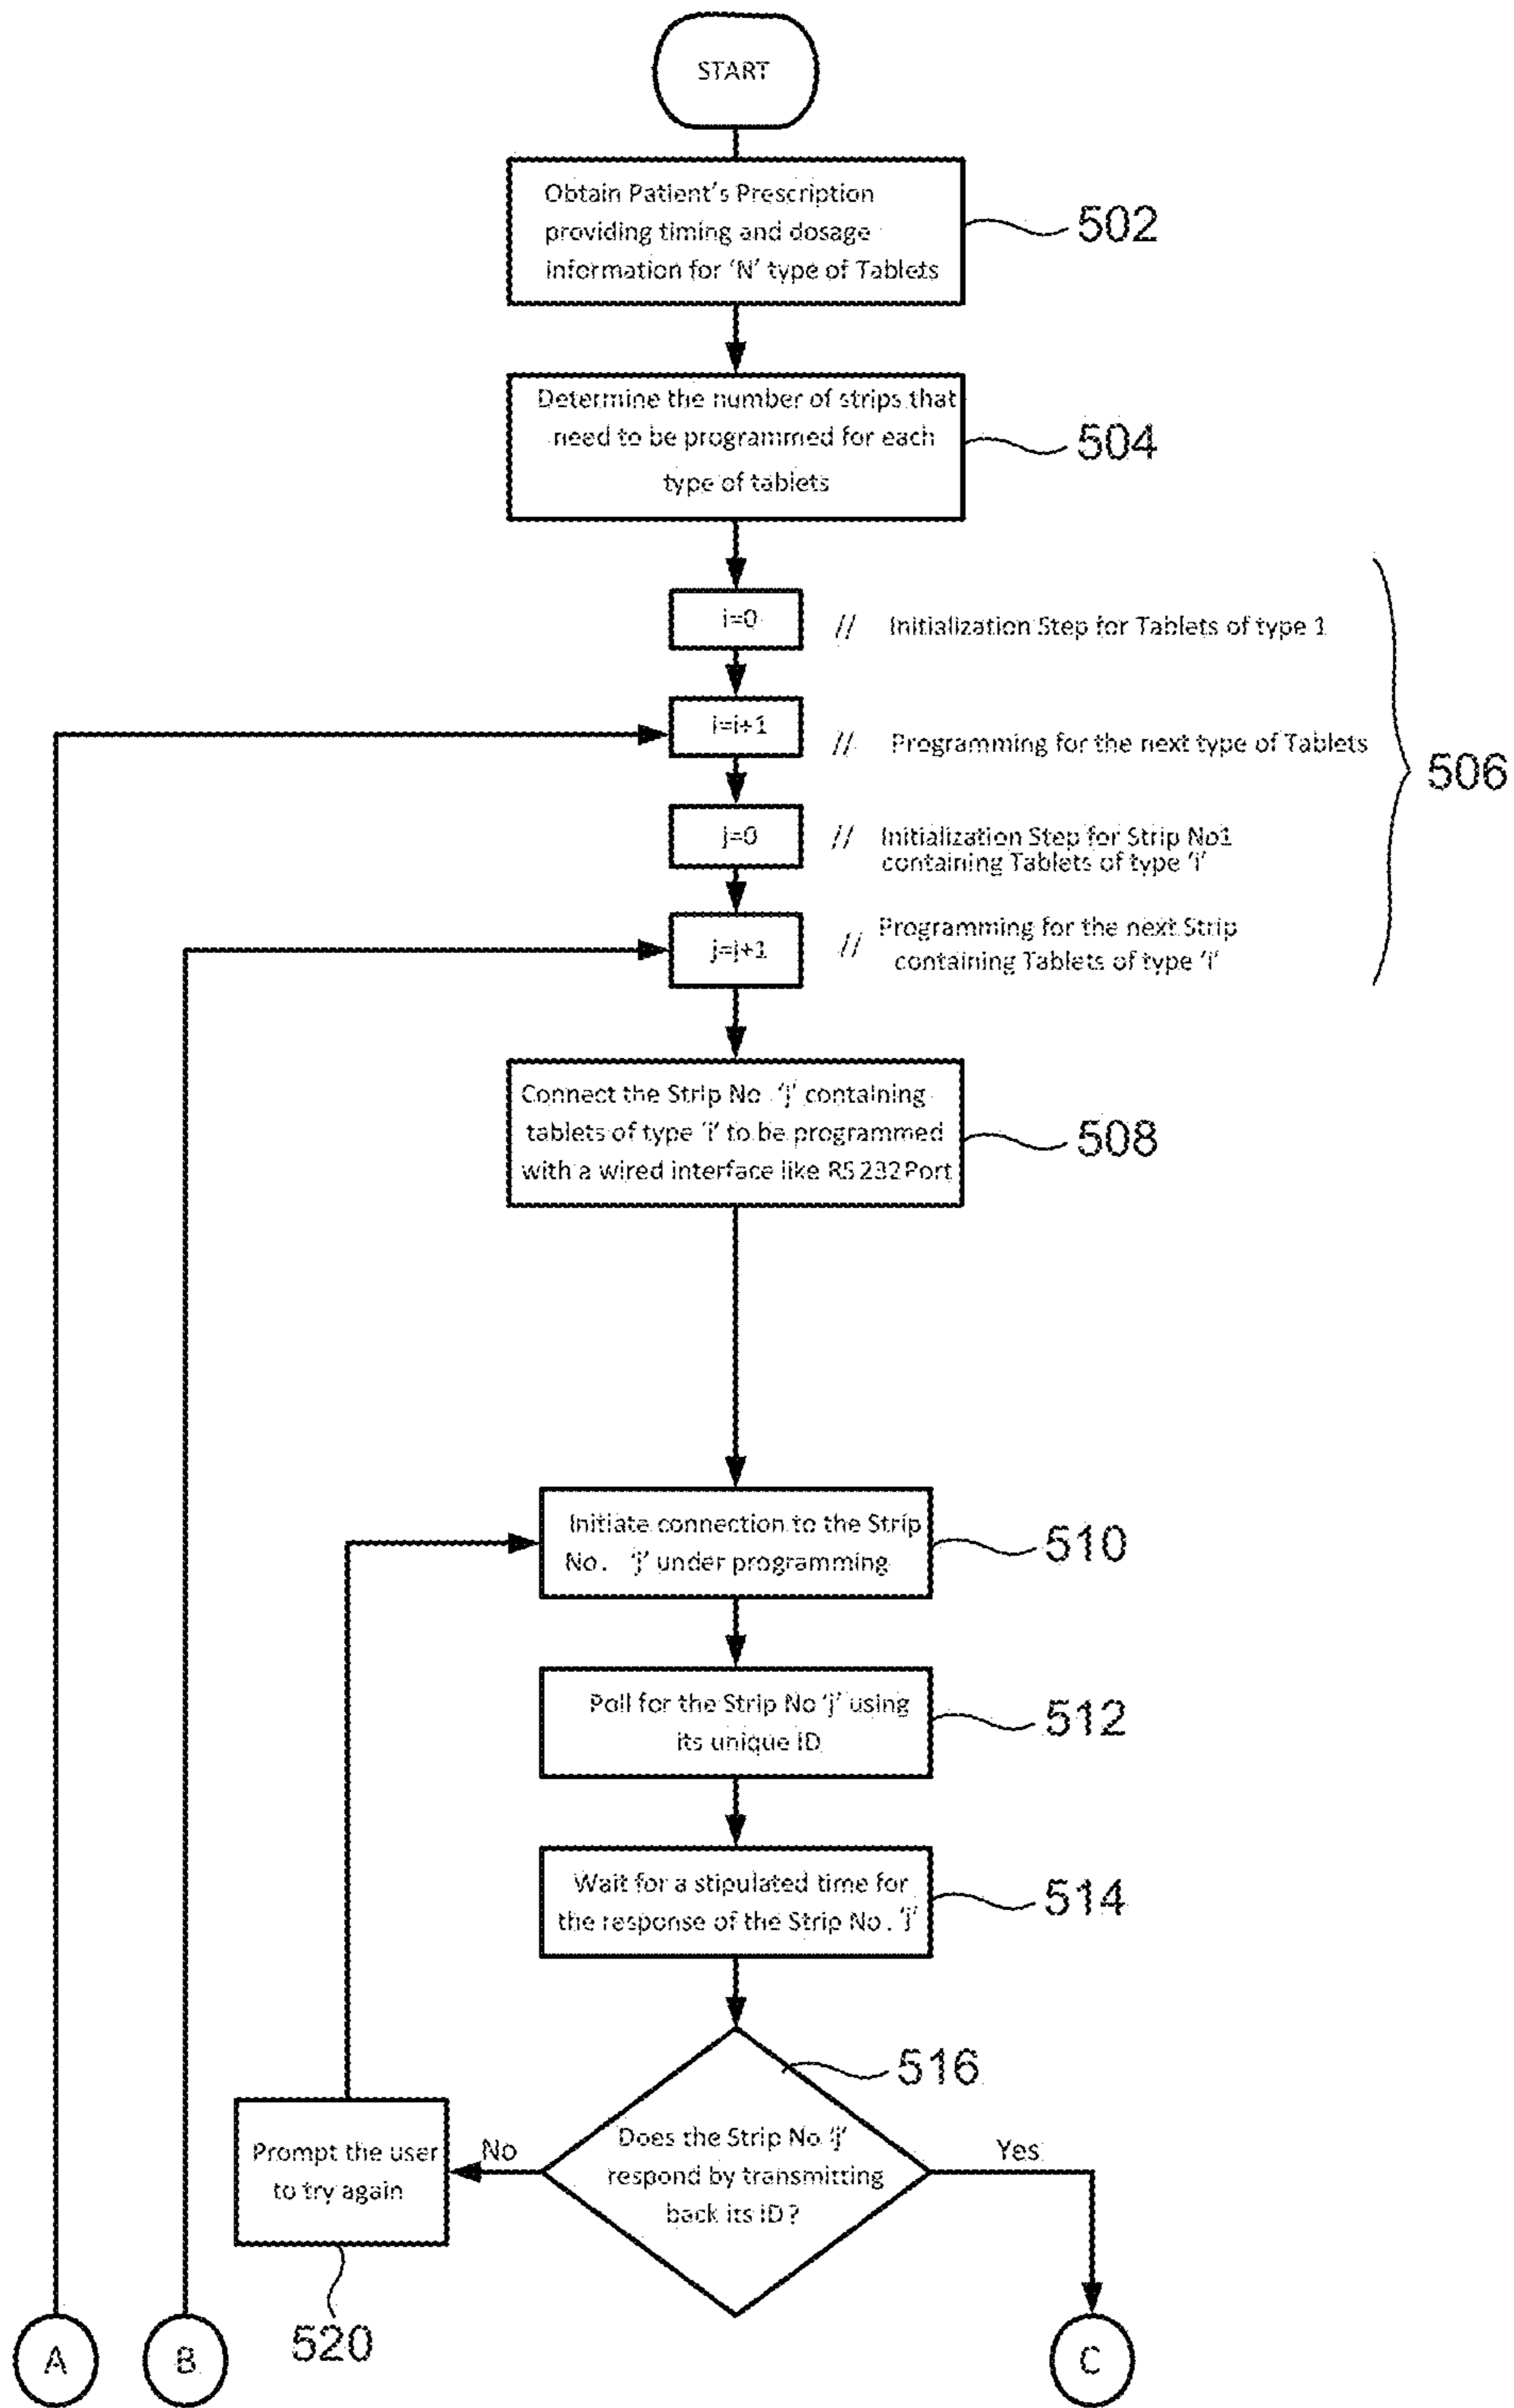 START
Obtain Patient's Prescription
providing timing and dosage
information for 'N' type of Tablets
502
Determine the number of strips that
need to be programmed for each
type of tablets
504
i=0
// Initialization Step for Tablets of type 1
i=i+1
// Programming for the next type of Tablets
506
j=0
// Initialization Step for Strip No1
containing Tablets of type 'i'
j=j+1
// Programming for the next Strip
containing Tablets of type 'i'
Connect the Strip No. 'j' containing
tablets of type 'i' to be programmed
with a wired interface like RS 232 Port
508
Initiate connection to the Strip
No. 'j' under programming
510
Poll for the Strip No 'j' using
its unique ID
512
Wait for a stipulated time for
the response of the Strip No. 'j'
514
516
Does the Strip No 'j'
respond by transmitting
back its ID?
No
Yes
Prompt the user
to try again
520
A
B
C